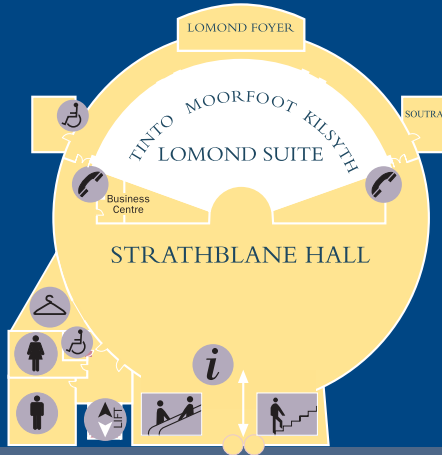 LOMOND FOYER
TINTO MOORFOOT KILSYTH
LOMOND SUITE
SOUTRA
Business
Centre
STRATHBLANE HALL
i
LIFT